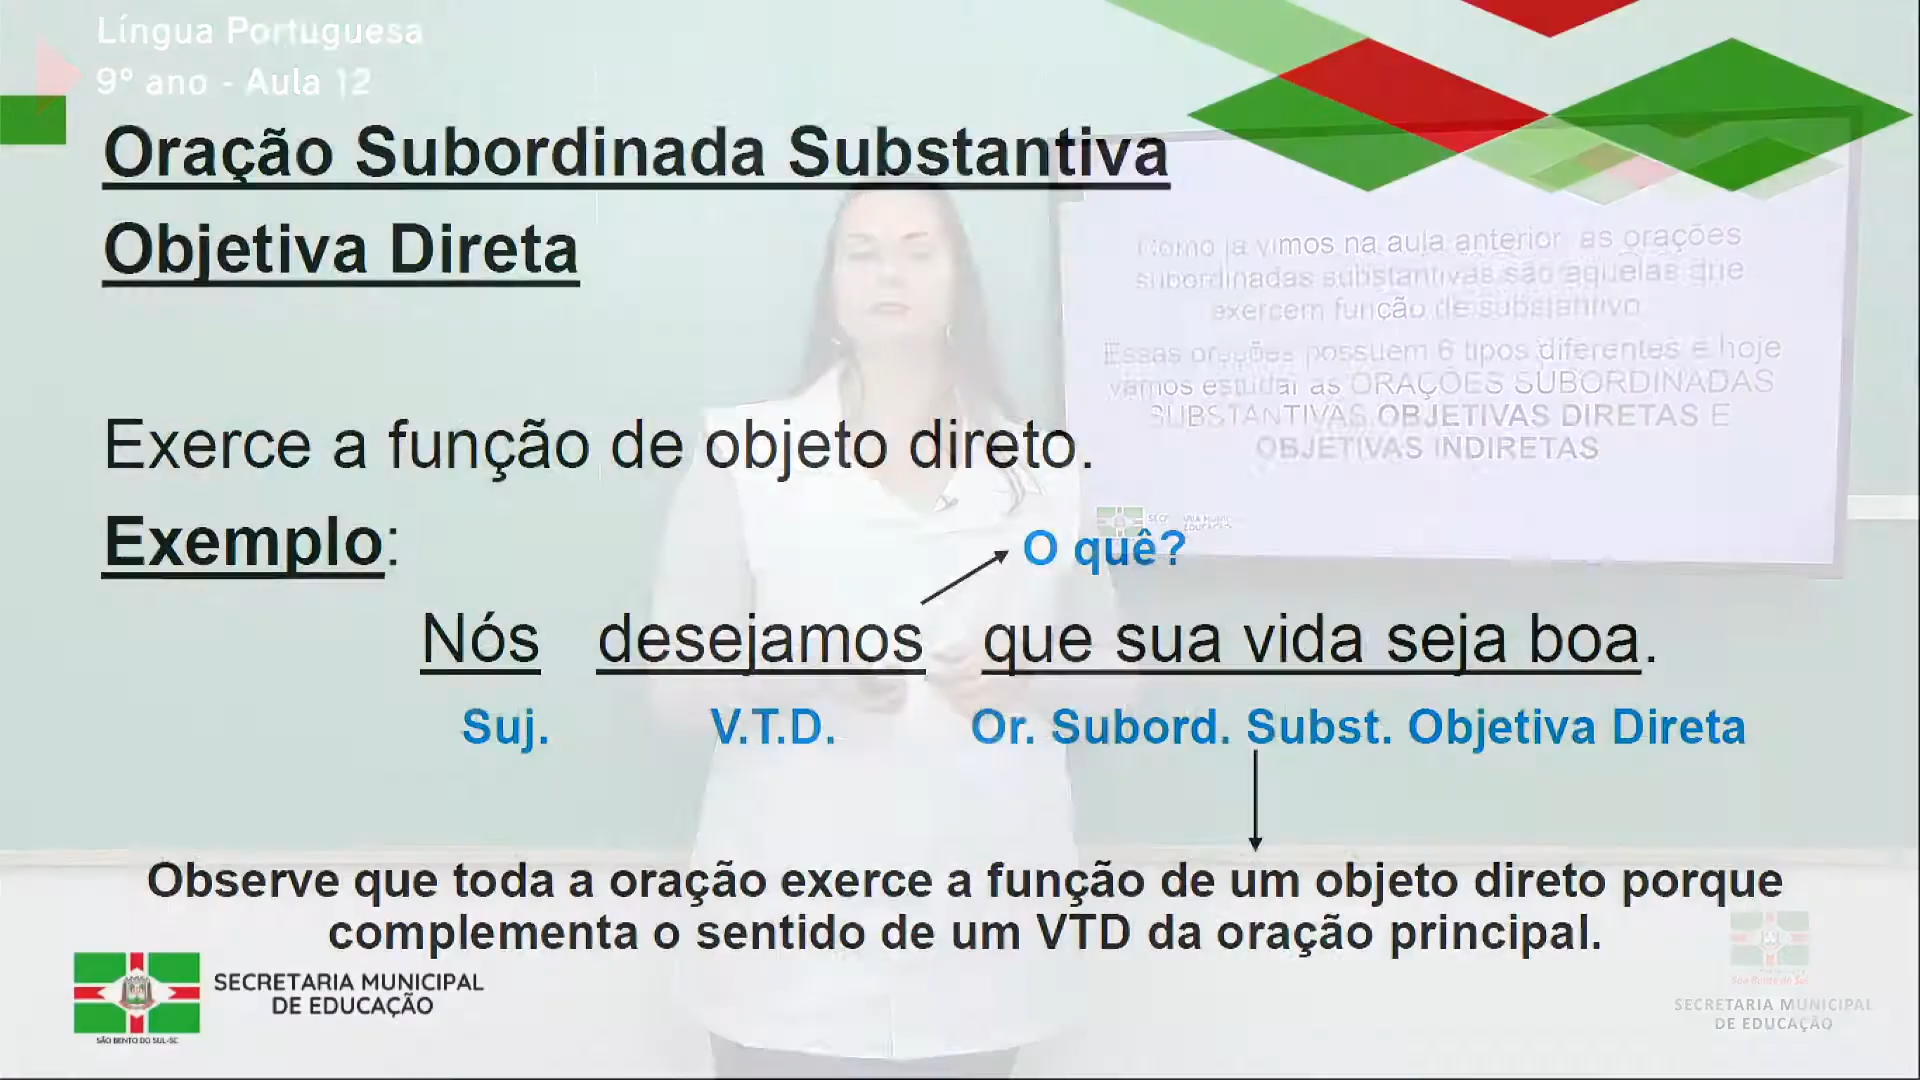 Língua Portuguesa
9º ano - Aula 12
Oração Subordinada Substantiva
Objetiva Direta
Como já vimos na aula anterior, as orações
subordinadas substantivas são aquelas que
exercem função de substantivo
Essas orações possuem 6 tipos diferentes e hoje
vamos estudar as ORAÇÕES SUBORDINADAS
SUBSTANTIVAS OBJETIVAS DIRETAS E
OBJETIVAS INDIRETAS
Exerce a função de objeto direto.
Exemplo:
O quê?
Nós desejamos que sua vida seja boa.
Suj. V.T.D. Or. Subord. Subst. Objetiva Direta
Observe que toda a oração exerce a função de um objeto direto porque
complementa o sentido de um VTD da oração principal.
SECRETARIA MUNICIPAL
DE EDUCAÇÃO
SÃO BENTO DO SUL-SC
São Bento do Sul
SECRETARIA MUNICIPAL
DE EDUCAÇÃO